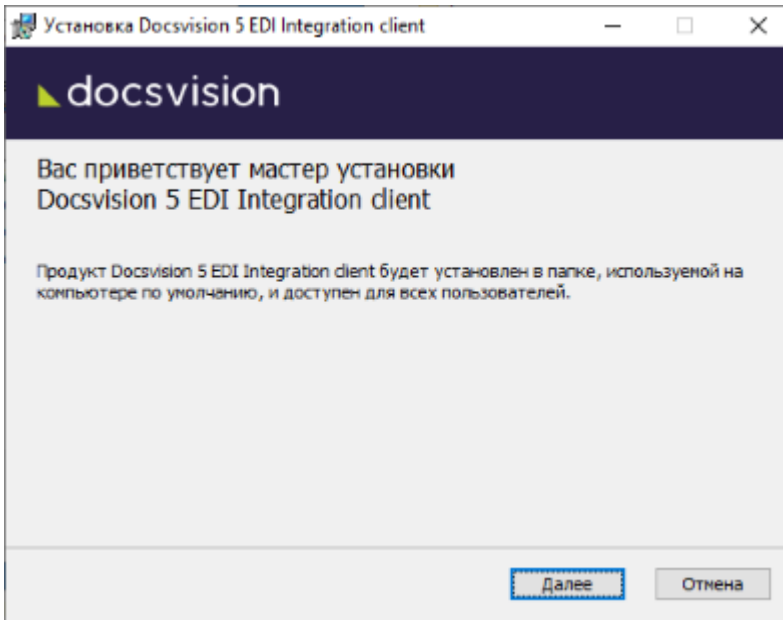 Установка Docsvision 5 EDI Integration client
docsvision
Вас приветствует мастер установки
Docsvision 5 EDI Integration client
Продукт Docsvision 5 EDI Integration client будет установлен в папке, используемой на
компьютере по умолчанию, и доступен для всех пользователей.
Далее
Отмена